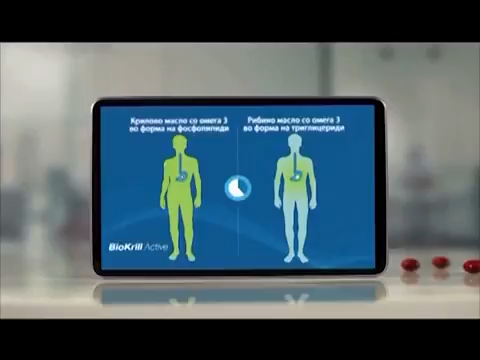 Крилово масло со омега 3
во форма на фосфолипиди
Рибино масло со омега 3
во форма на триглицериди
BioKrill Active